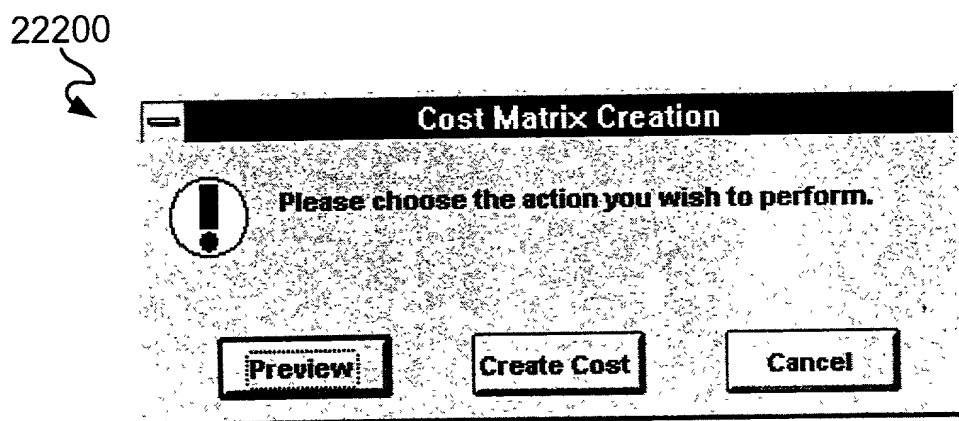 22200
Cost Matrix Creation
Please choose the action you wish to perform.
Preview Create Cost Cancel